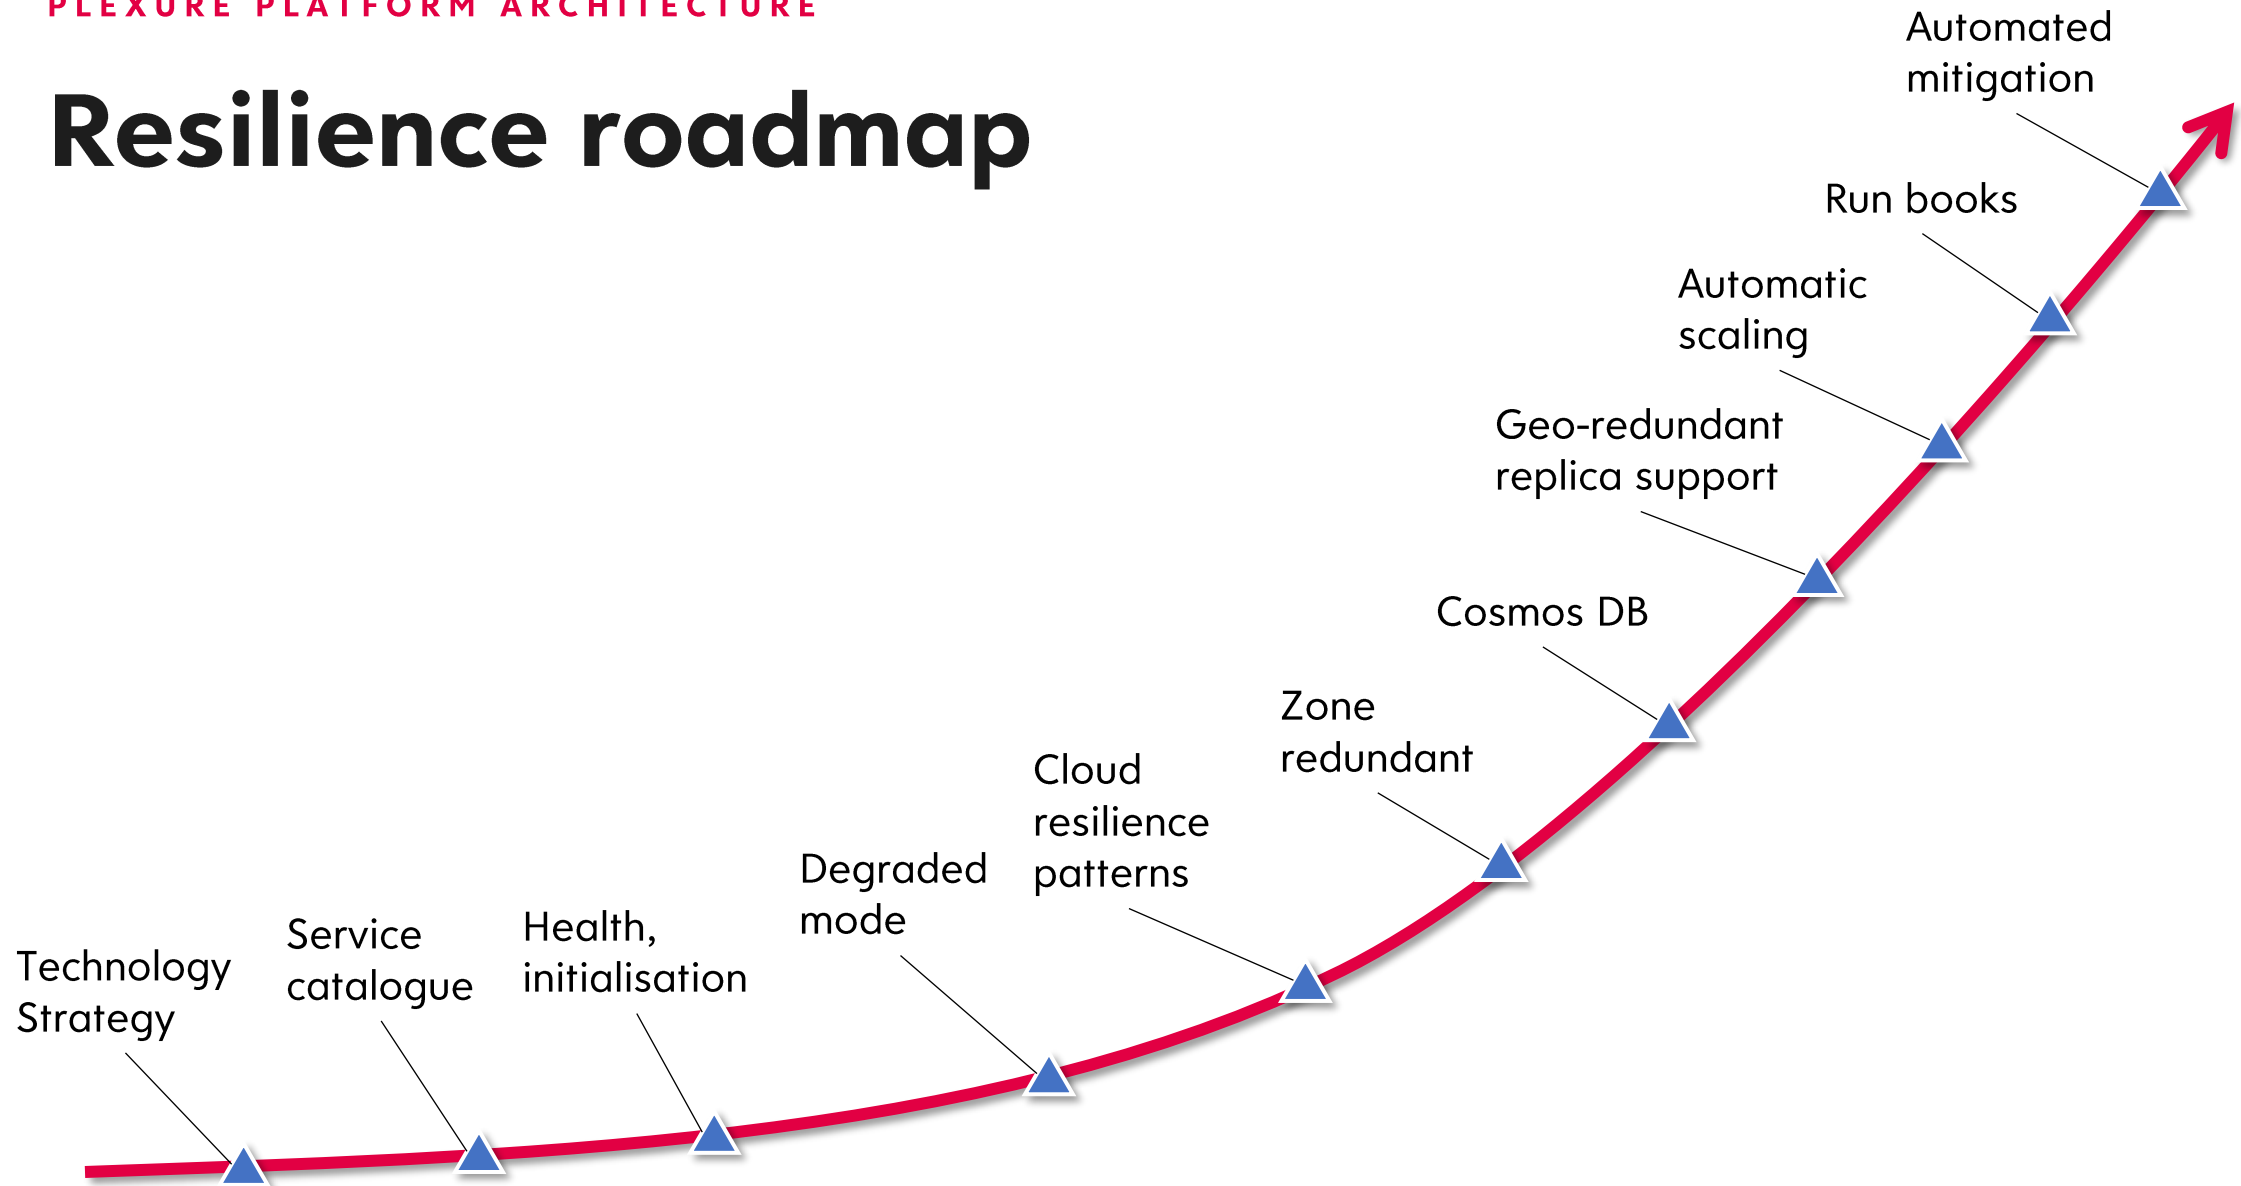 PLEXURE PLATFORM ARCHITECTURE
Resilience roadmap
Technology
Strategy
Service
catalogue
Health,
initialisation
Degraded
mode
Cloud
resilience
patterns
Zone
redundant
Cosmos DB
Geo-redundant
replica support
Automatic
scaling
Run books
Automated
mitigation